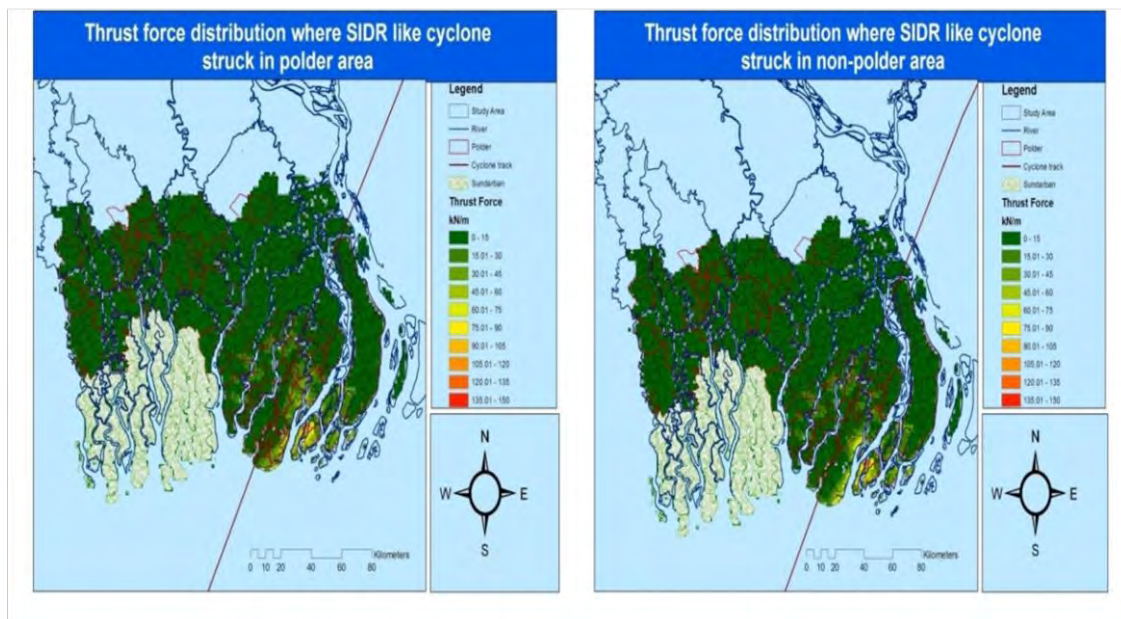 Thrust force distribution where SIDR like cyclone
struck in polder area
Legend
Study Area
River
Polder
Cyclone track
Sundarban
Thrust Force
kN/m
0 - 15
15.01 - 30
30.01 - 45
45.01 - 60
60.01 - 75
75.01 - 90
90.01 - 105
105.01 - 120
120.01 - 135
135.01 - 150
N
W E
S
Kilometers
0 10 20 40 60 80
Thrust force distribution where SIDR like cyclone
struck in non-polder area
Legend
Study Area
River
Polder
Cyclone track
Sundarban
Thrust Force
kN/m
0 - 15
15.01 - 30
30.01 - 45
45.01 - 60
60.01 - 75
75.01 - 90
90.01 - 105
105.01 - 120
120.01 - 135
135.01 - 150
N
W E
S
Kilometers
0 10 20 40 60 80